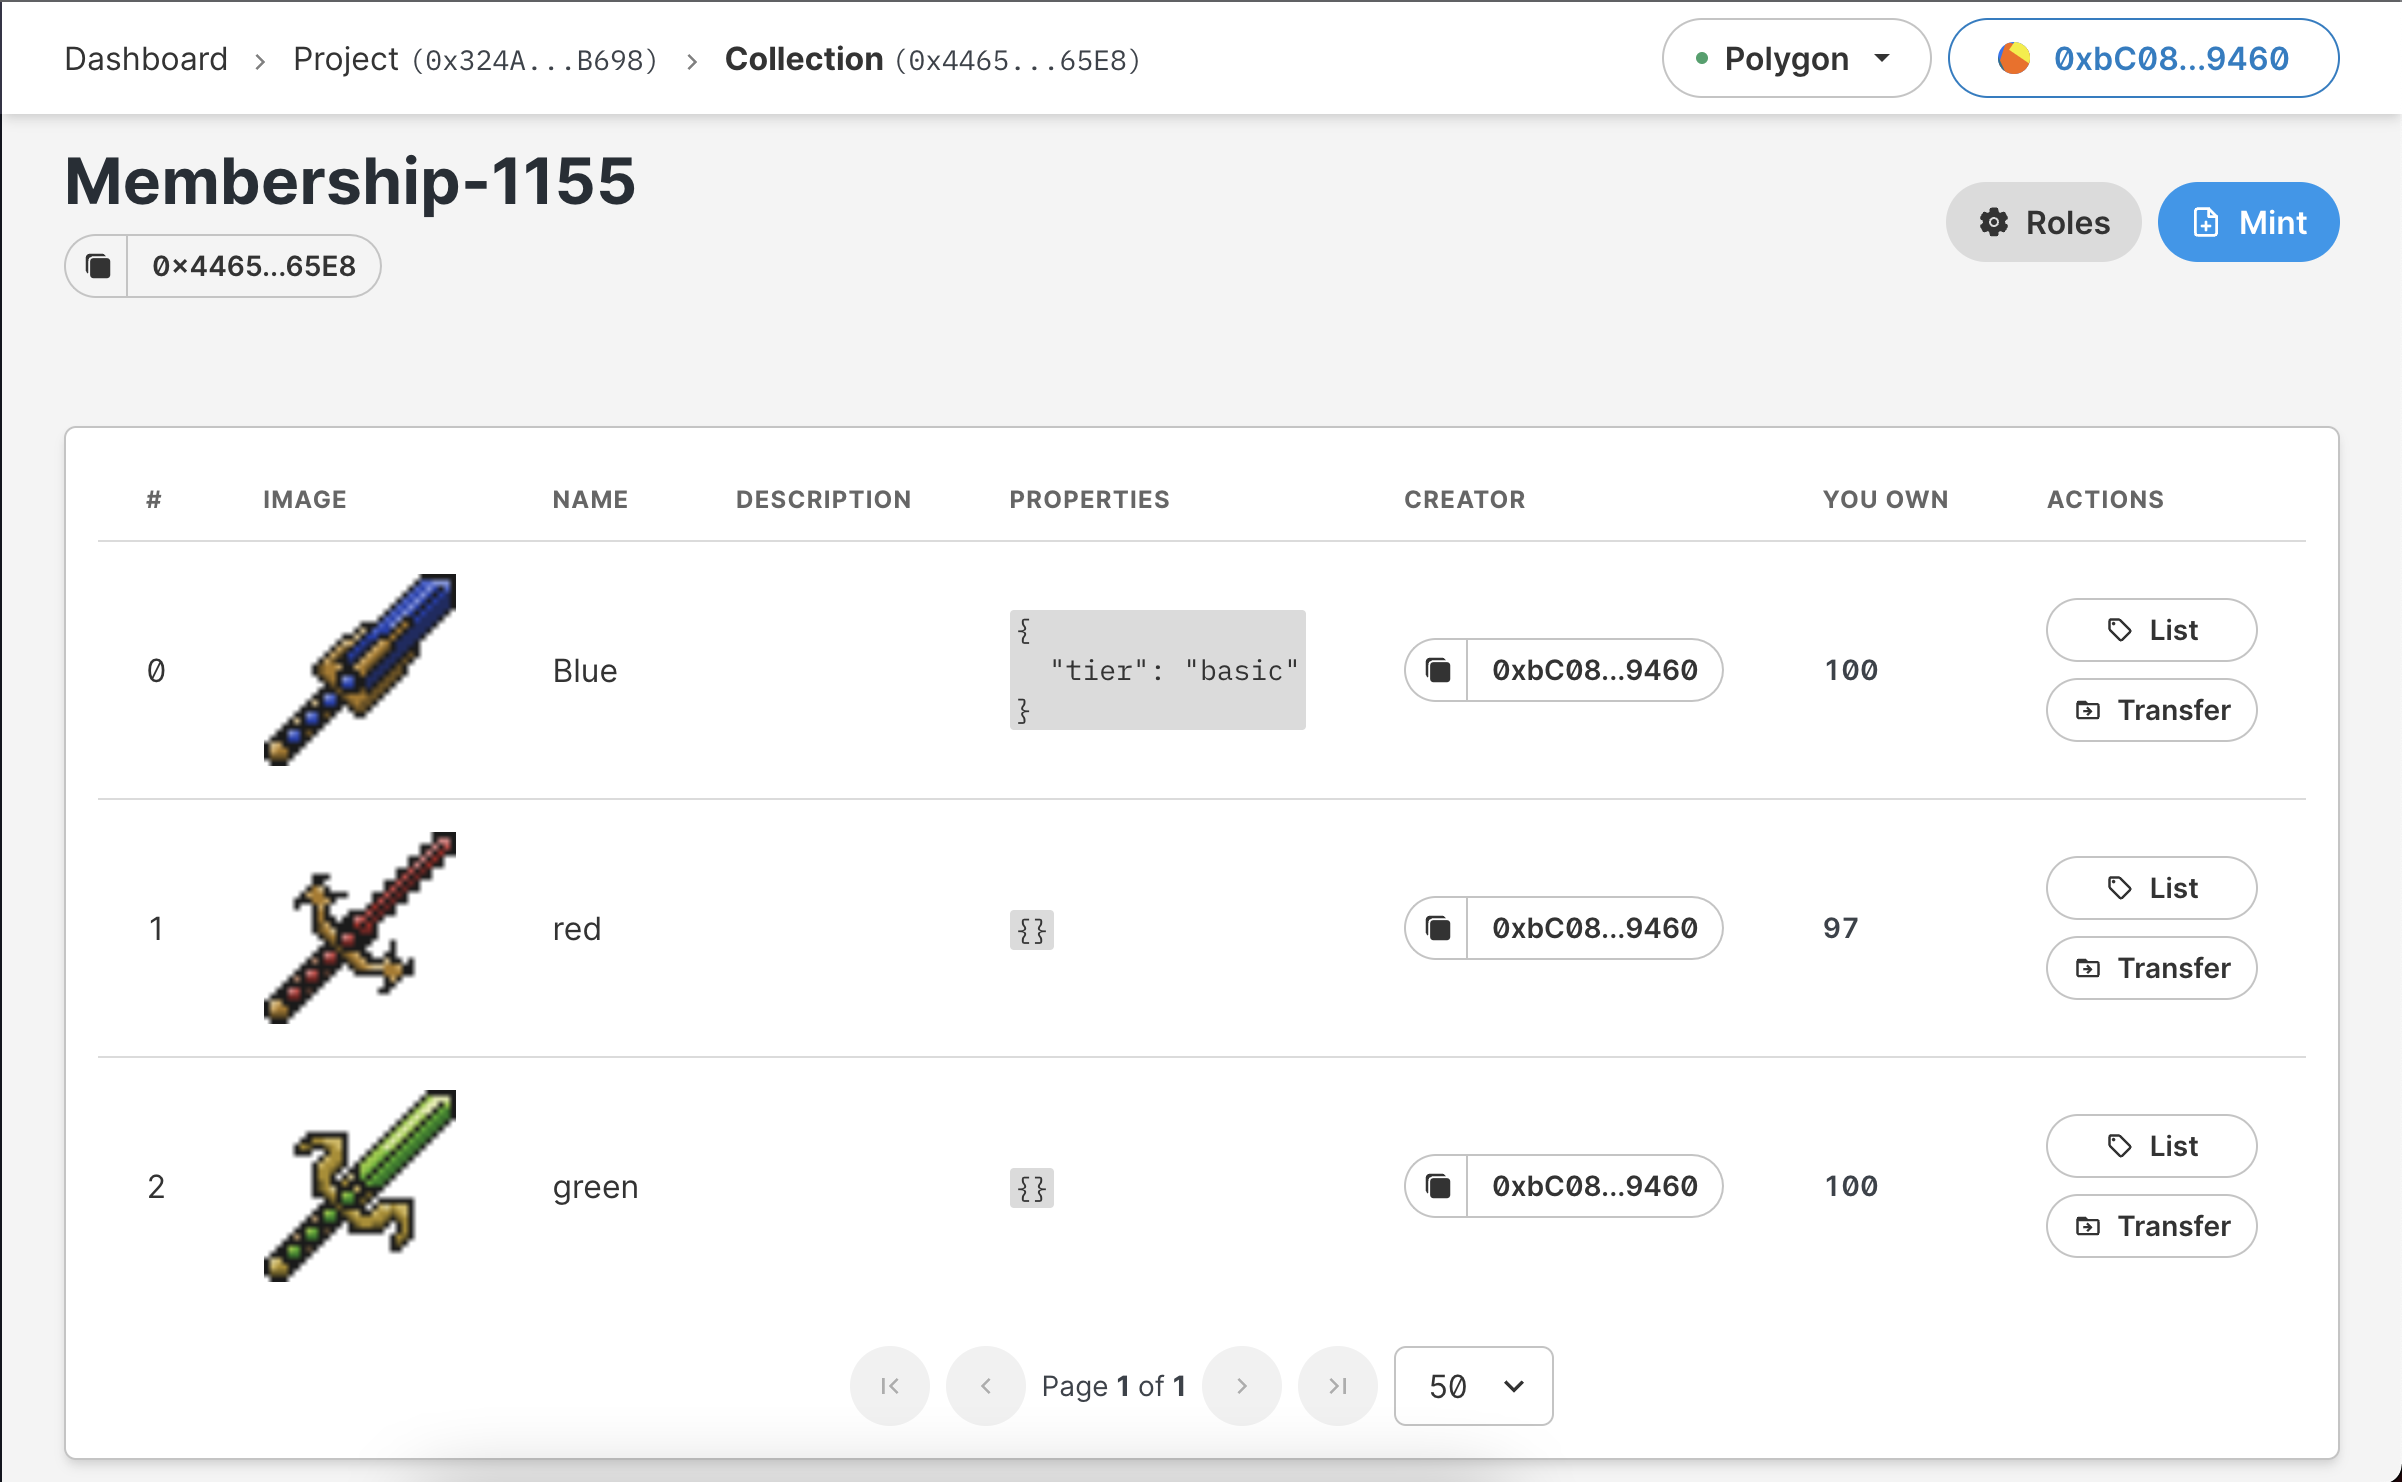 Dashboard > Project (0x324A...B698) > Collection (0x4465...65E8)
Polygon
0xbC08...9460
Membership-1155
0x4465...65E8
Roles
Mint
# IMAGE NAME DESCRIPTION PROPERTIES CREATOR YOU OWN ACTIONS
0 Blue
{
"tier": "basic"
}
0xbC08...9460 100
List
Transfer
1 red {} 0xbC08...9460 97
List
Transfer
2 green {} 0xbC08...9460 100
List
Transfer
Page 1 of 1
50